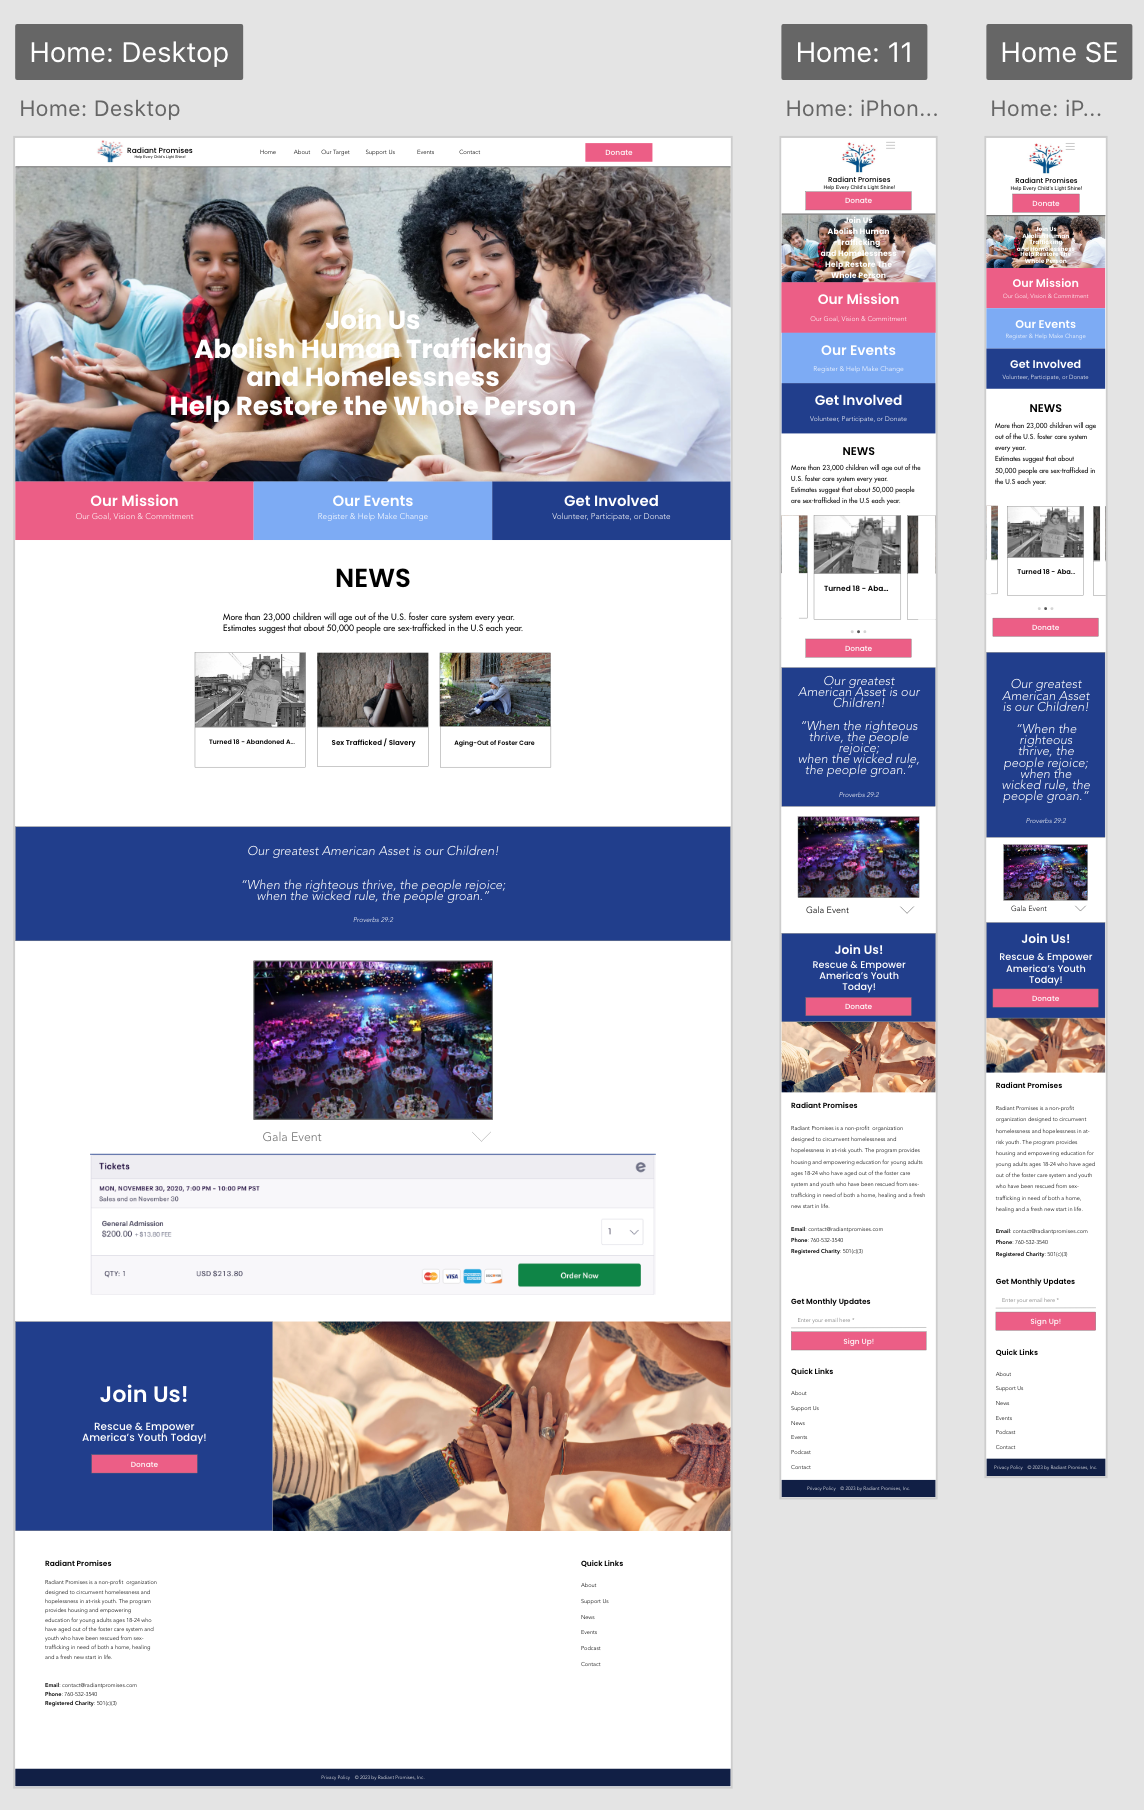 Home: Desktop
Home: Desktop
Radiant Promises
Help Every Child's Light Shine!
Home About Our Target Support Us Events Contact
Donate
Join Us
Abolish Human Trafficking
and Homelessness
Help Restore the Whole Person
Our Mission
Our Goal, Vision & Commitment
Our Events
Register & Help Make Change
Get Involved
Volunteer, Participate, or Donate
NEWS
More than 23,000 children will age out of the U.S. foster care system every year.
Estimates suggest that about 50,000 people are sex-trafficked in the U.S each year.
Turned 18 - Abandoned A...
Sex Trafficked / Slavery
Aging-Out of Foster Care
Our greatest American Asset is our Children!
“When the righteous thrive, the people rejoice;
when the wicked rule, the people groan.”
Proverbs 29:2
Gala Event
Tickets
e
MON, NOVEMBER 30, 2020, 7:00 PM - 10:00 PM PST
Sales end on November 30
General Admission
$200.00 + $13.80 FEE
1
QTY: 1
USD $213.80
VISA
Order Now
Join Us!
Rescue & Empower
America's Youth Today!
Donate
Radiant Promises
Radiant Promises is a non-profit organization
designed to circumvent homelessness and
hopelessness in at-risk youth. The program
provides housing and empowering
education for young adults ages 18-24 who
have aged out of the foster care system and
youth who have been rescued from sex-
trafficking in need of both a home, healing
and a fresh new start in life.
Email: contact@radiantpromises.com
Phone: 760-532-3540
Registered Charity: 501(c)(3)
Quick Links
About
Support Us
News
Events
Podcast
Contact
Privacy Policy © 2023 by Radiant Promises, Inc.
Home: 11
Home: iPhon...
Radiant Promises
Help Every Child's Light Shine!
Donate
Join Us
Abolish Human
Trafficking
and Homelessness
Help Restore The
Whole Person
Our Mission
Our Goal, Vision & Commitment
Our Events
Register & Help Make Change
Get Involved
Volunteer, Participate, or Donate
NEWS
More than 23,000 children will age out of the
U.S. foster care system every year.
Estimates suggest that about 50,000 people
are sex-trafficked in the U.S each year.
Turned 18 - Aba...
Donate
Our greatest
American Asset is our
Children!
“When the righteous
thrive, the people
rejoice;
when the wicked rule,
the people groan.”
Proverbs 29:2
Gala Event
Join Us!
Rescue & Empower
America's Youth
Today!
Donate
Radiant Promises
Radiant Promises is a non-profit organization
designed to circumvent homelessness and
hopelessness in at-risk youth. The program provides
housing and empowering education for young adults
ages 18-24 who have aged out of the foster care
system and youth who have been rescued from sex-
trafficking in need of both a home, healing and a fresh
new start in life.
Email: contact@radiantpromises.com
Phone: 760-532-3540
Registered Charity: 501(c)(3)
Get Monthly Updates
Enter your email here *
Sign Up!
Quick Links
About
Support Us
News
Events
Podcast
Contact
Privacy Policy © 2023 by Radiant Promises, Inc.
Home SE
Home: iP...
Radiant Promises
Help Every Child's Light Shine!
Donate
Join Us
Abolish Human
Trafficking
and Homelessness
Help Restore The
Whole Person
Our Mission
Our Goal, Vision & Commitment
Our Events
Register & Help Make Change
Get Involved
Volunteer, Participate, or Donate
NEWS
More than 23,000 children will age
out of the U.S. foster care system
every year.
Estimates suggest that about
50,000 people are sex-trafficked in
the U.S each year.
Turned 18 - Aba...
Donate
Our greatest
American Asset
is our Children!
“When the
righteous
thrive, the
people rejoice;
when the
wicked rule, the
people groan.”
Proverbs 29:2
Gala Event
Join Us!
Rescue & Empower
America's Youth
Today!
Donate
Radiant Promises
Radiant Promises is a non-profit
organization designed to circumvent
homelessness and hopelessness in at-
risk youth. The program provides
housing and empowering education for
young adults ages 18-24 who have aged
out of the foster care system and youth
who have been rescued from sex-
trafficking in need of both a home,
healing and a fresh new start in life.
Email: contact@radiantpromises.com
Phone: 760-532-3540
Registered Charity: 501(c)(3)
Get Monthly Updates
Enter your email here *
Sign Up!
Quick Links
About
Support Us
News
Events
Podcast
Contact
Privacy Policy © 2023 by Radiant Promises, Inc.